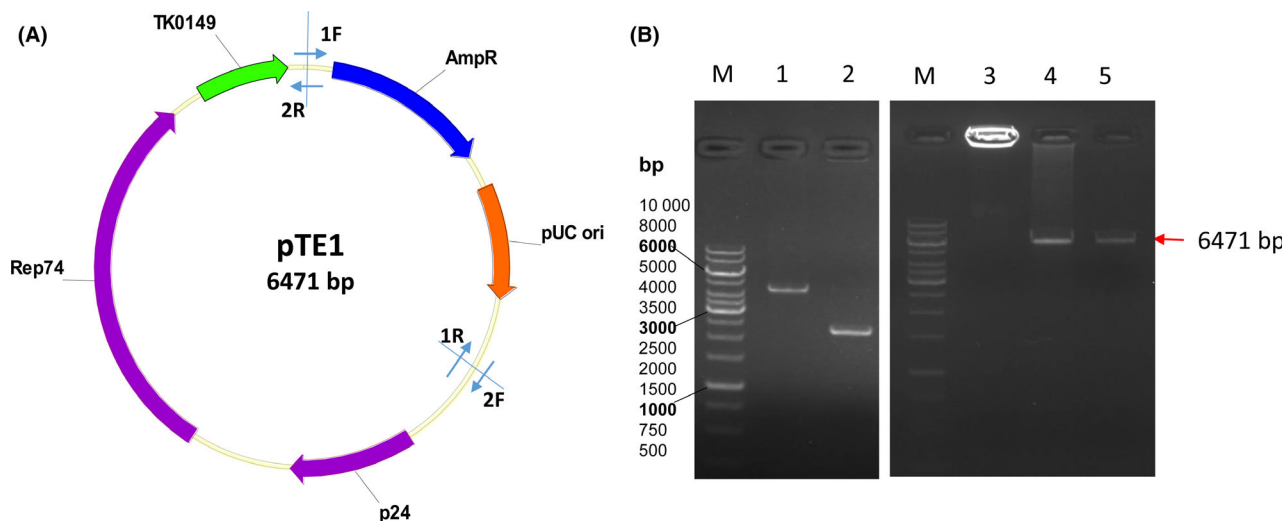 (A)
TK0149
1F
AmpR
2R
pTE1
6471 bp
pUC ori
Rep74
1R
2F
p24
(B)
M 1 2 M 3 4 5
bp
10 000
8000
6000
5000
4000
3500
3000
2500
2000
1500
1000
750
500
6471 bp